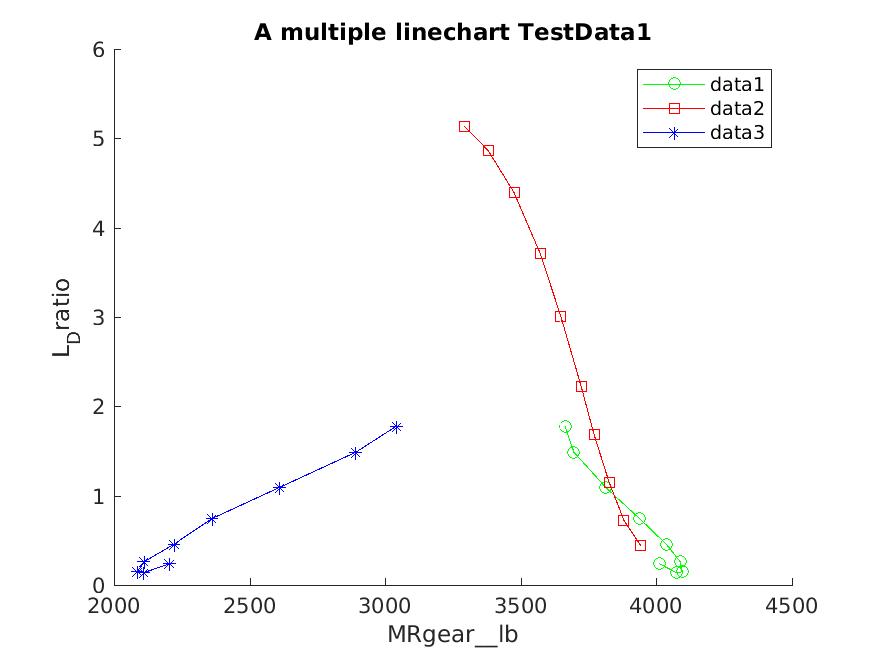 A multiple linechart TestData1
data1
data2
data3
6
5
4
3
2
1
0
L_Dratio
2000 2500 3000 3500 4000 4500
MRgear__lb